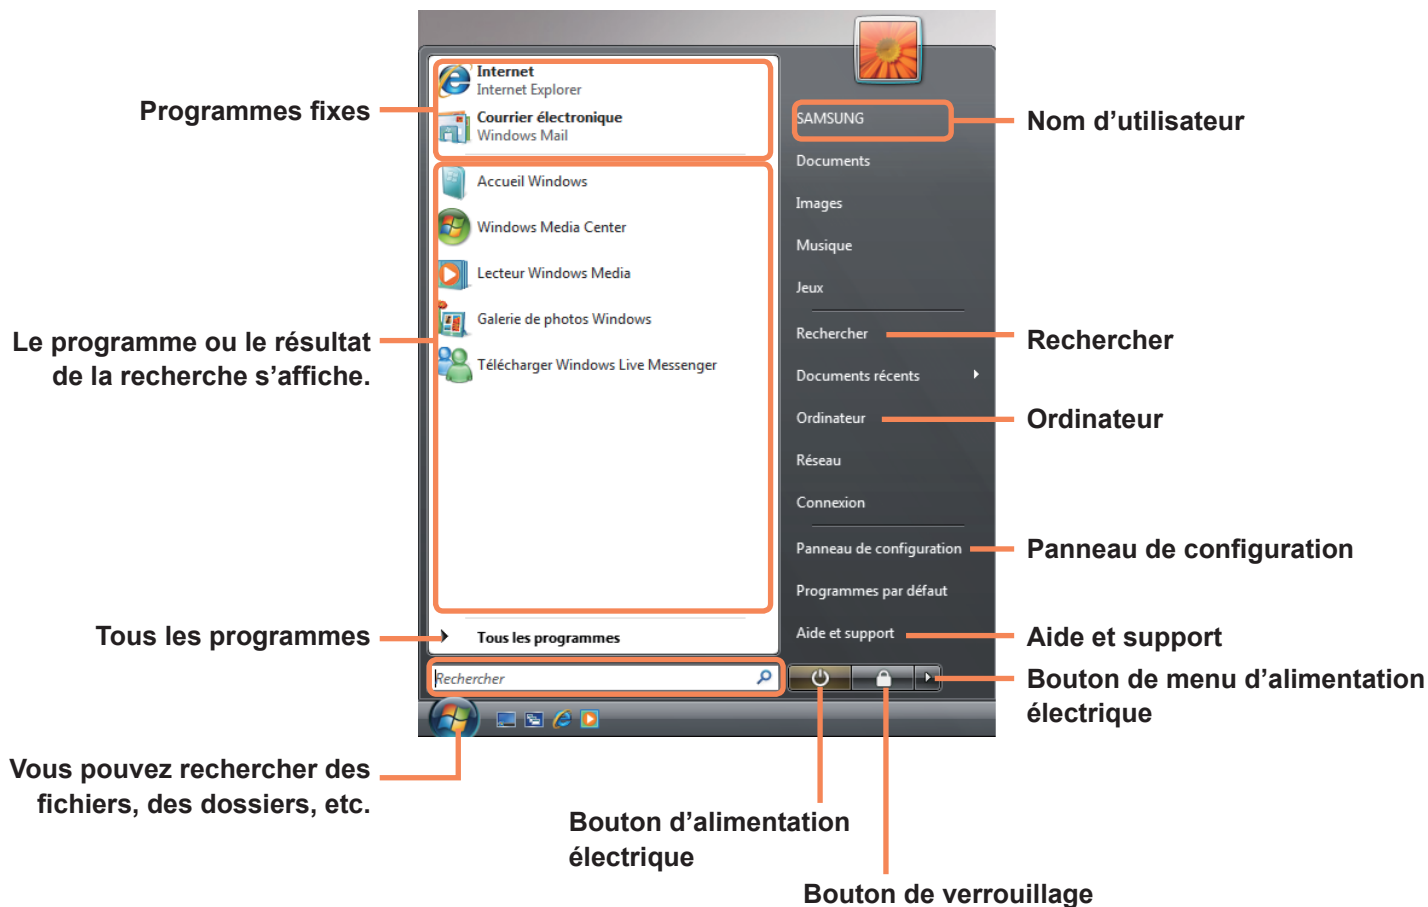 Programmes fixes
Le programme ou le résultat
de la recherche s’affiche.
Tous les programmes
Vous pouvez rechercher des
fichiers, des dossiers, etc.
Internet
Internet Explorer
Courrier électronique
Windows Mail
Accueil Windows
Windows Media Center
Lecteur Windows Media
Galerie de photos Windows
Télécharger Windows Live Messenger
Tous les programmes
Rechercher
SAMSUNG
Documents
Images
Musique
Jeux
Rechercher
Documents récents
Ordinateur
Réseau
Connexion
Panneau de configuration
Programmes par défaut
Aide et support
Nom d’utilisateur
Rechercher
Ordinateur
Panneau de configuration
Aide et support
Bouton de menu d’alimentation
électrique
Bouton d’alimentation
électrique
Bouton de verrouillage